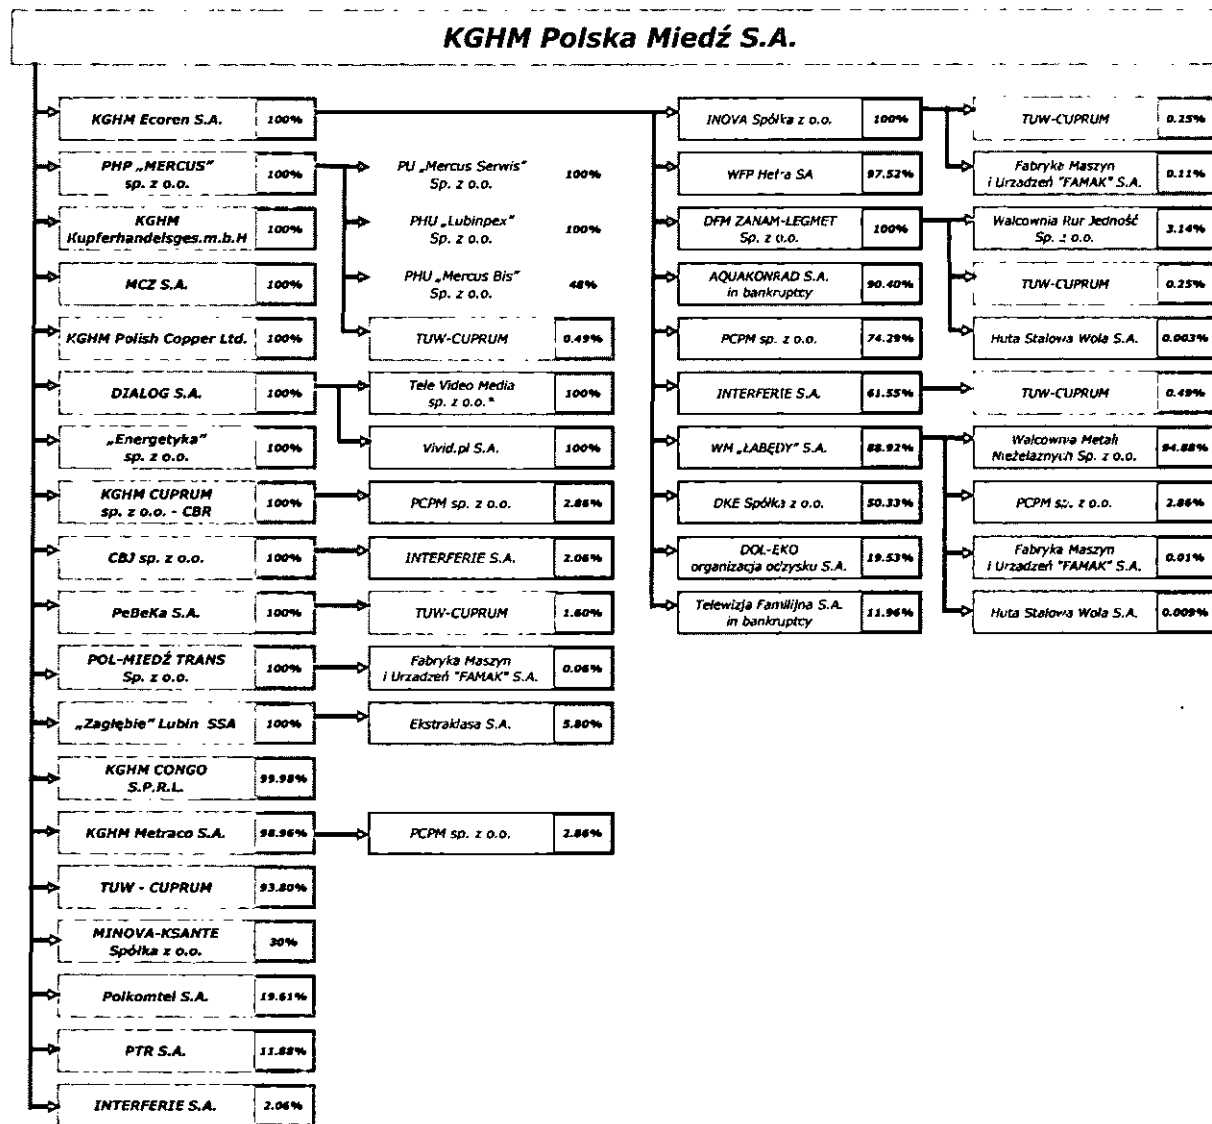 KGHM Polska Miedź S.A.
KGHM Ecoren S.A. 100%
PHP „MERCUS"
sp. z o.o. 100%
KGHM
Kupferhandelsges.m.b.H 100%
MCZ S.A. 100%
KGHM Polish Copper Ltd. 100%
DIALOG S.A. 100%
„Energetyka"
sp. z o.o. 100%
KGHM CUPRUM
sp. z o.o. - CBR 100%
CBJ sp. z o.o. 100%
PeBeKa S.A. 100%
POL-MIEDŹ TRANS
Sp. z o.o. 100%
„Zagłębie" Lubin SSA 100%
KGHM CONGO
S.P.R.L. 99.98%
KGHM Metraco S.A. 98.96%
TUW - CUPRUM 93.80%
MINOVA-KSANTE
Spółka z o.o. 30%
Polkomtel S.A. 19.61%
PTR S.A. 11.88%
INTERFERIE S.A. 2.06%
PU „Mercus Serwis"
Sp. z o.o. 100%
PHU „Lubinpex"
Sp. z o.o. 100%
PHU „Mercus Bis"
Sp. z o.o. 48%
TUW-CUPRUM 0.49%
Tele Video Media
sp. z o.o.* 100%
Vivid.pl S.A. 100%
PCPM sp. z o.o. 2.86%
INTERFERIE S.A. 2.06%
TUW-CUPRUM 1.60%
Fabryka Maszyn
i Urzadzeń "FAMAK" S.A. 0.06%
Ekstraklasa S.A. 5.80%
PCPM sp. z o.o. 2.86%
INOVA Spółka z o.o. 100%
WFP Hefra SA 97.52%
DFM ZANAM-LEGMET
Sp. z o.o. 100%
AQUAKONRAD S.A.
in bankruptcy 90.40%
PCPM sp. z o.o. 74.29%
INTERFERIE S.A. 61.55%
WM „ŁABĘDY" S.A. 88.92%
DKE Spółka z o.o. 50.33%
DOL-EKO
organizacja odzysku S.A. 19.53%
Telewizja Familijna S.A.
in bankruptcy 11.96%
TUW-CUPRUM 0.25%
Fabryka Maszyn
i Urzadzeń "FAMAK" S.A. 0.11%
Walcownia Rur Jedność
Sp. z o.o. 3.14%
TUW-CUPRUM 0.25%
Huta Stalowa Wola S.A. 0.003%
TUW-CUPRUM 0.49%
Walcownia Metali
Nieżelaznych Sp. z o.o. 94.88%
PCPM sp. z o.o. 2.86%
Fabryka Maszyn
i Urzadzeń "FAMAK" S.A. 0.01%
Huta Stalowa Wola S.A. 0.009%